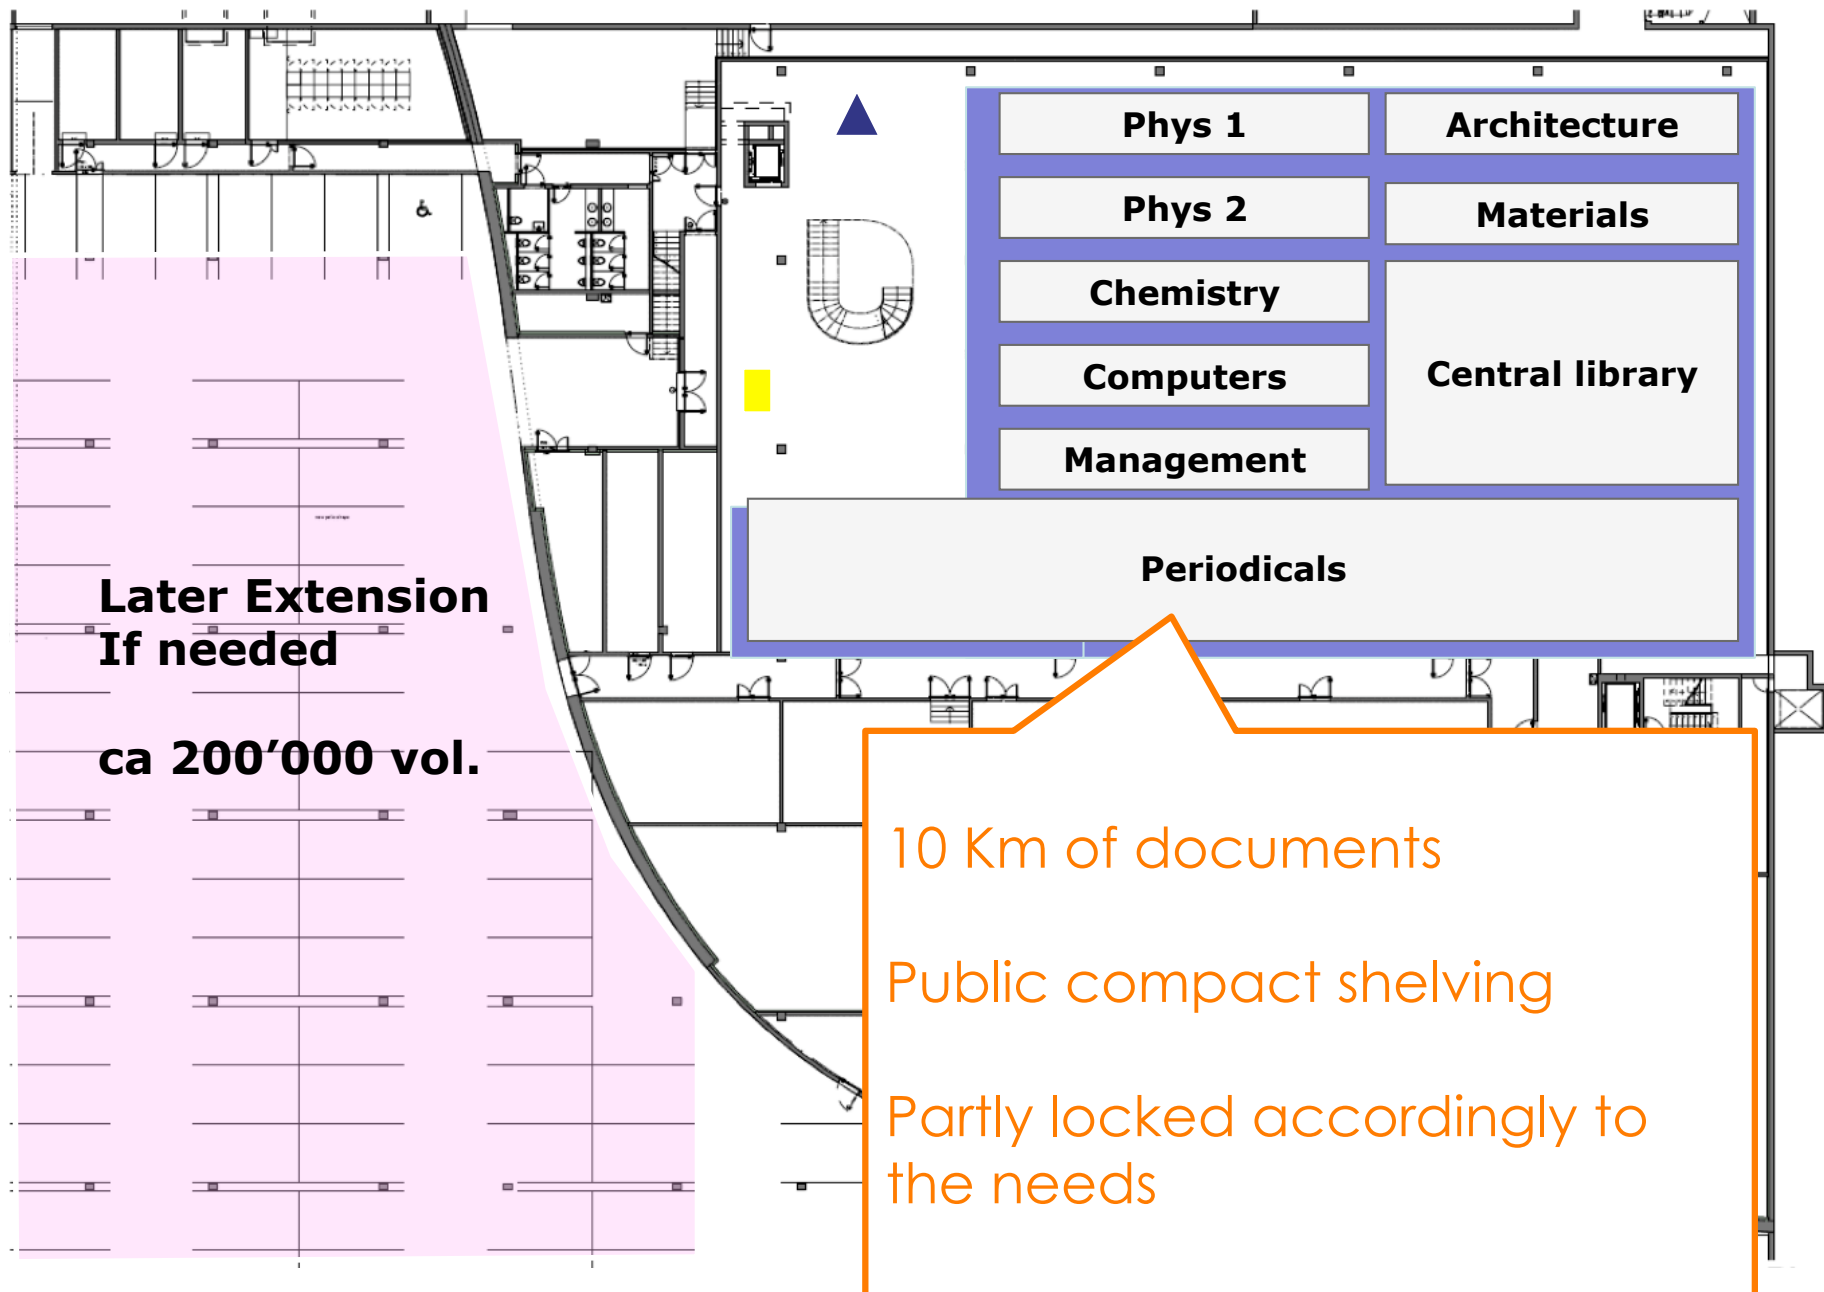 Phys 1
Architecture
Phys 2
Materials
Chemistry
Central library
Computers
Management
Periodicals
Later Extension
If needed
ca 200’000 vol.
10 Km of documents
Public compact shelving
Partly locked accordingly to
the needs